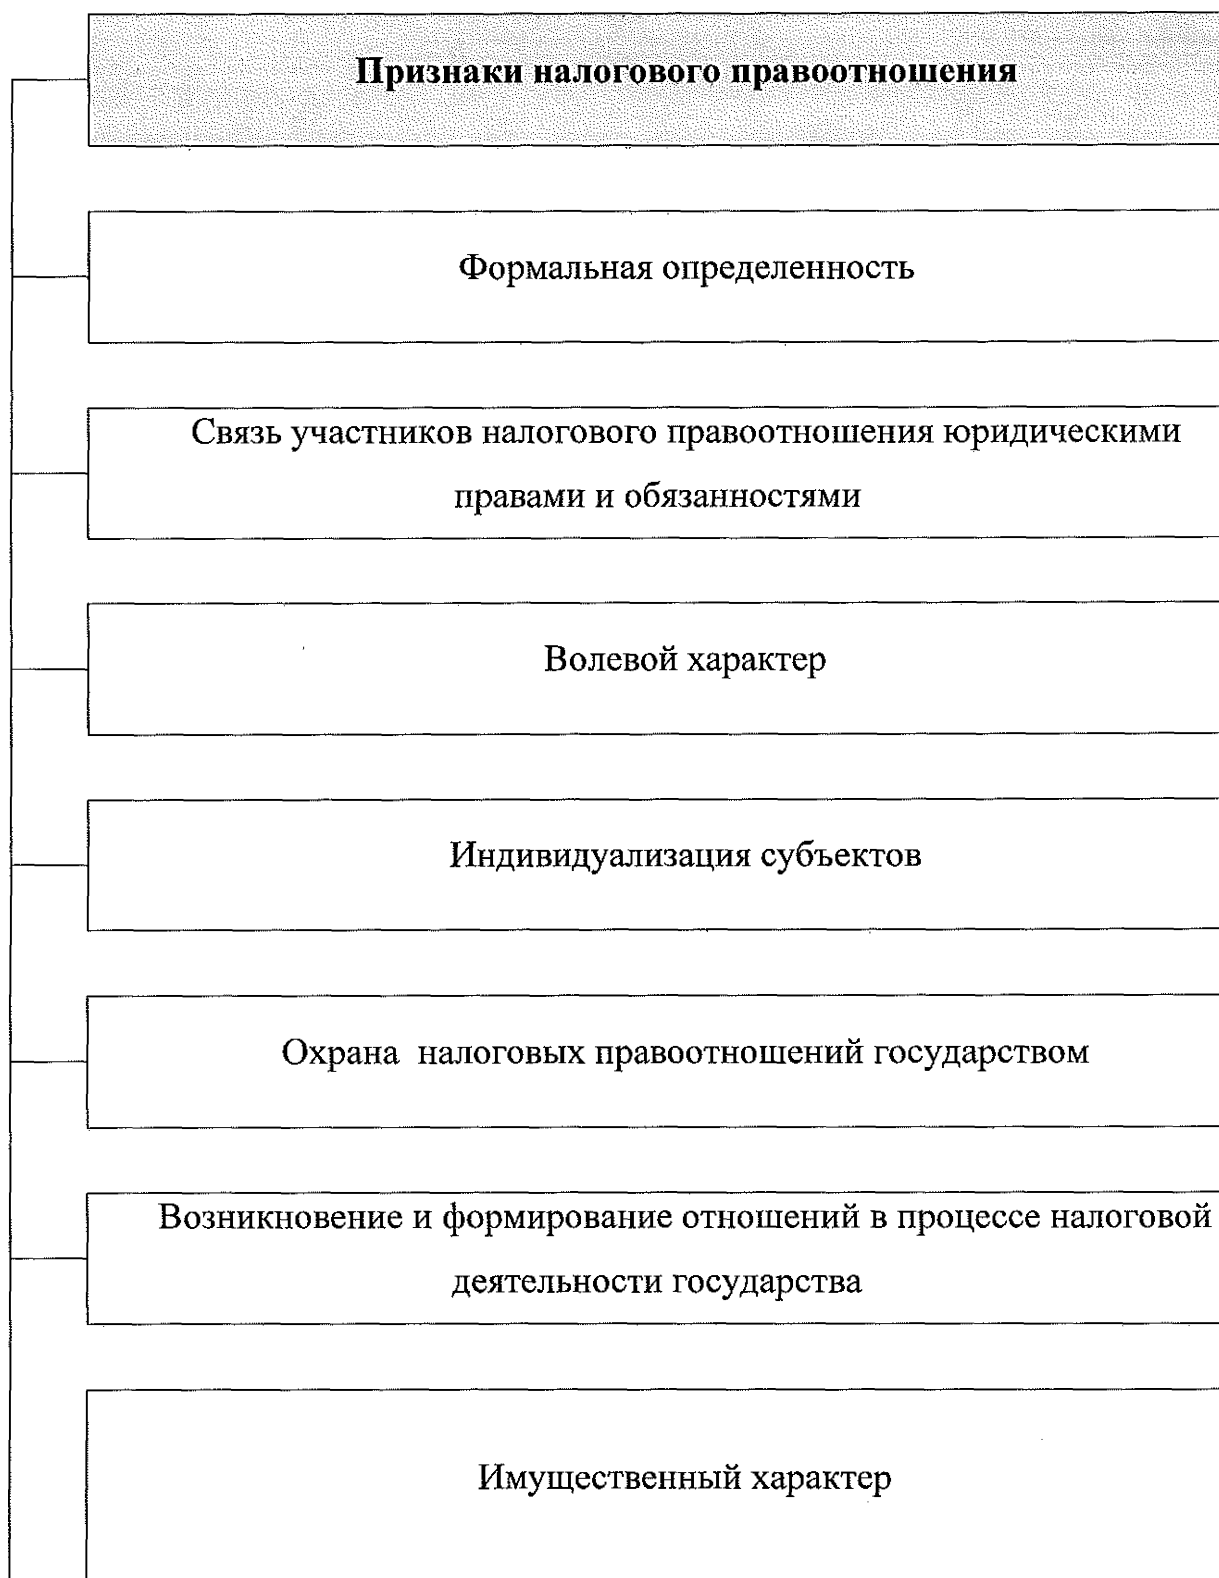 Признаки налогового правоотношения
Формальная определенность
Связь участников налогового правоотношения юридическими
правами и обязанностями
Волевой характер
Индивидуализация субъектов
Охрана  налоговых правоотношений государством
Возникновение и формирование отношений в процессе налоговой
деятельности государства
Имущественный характер